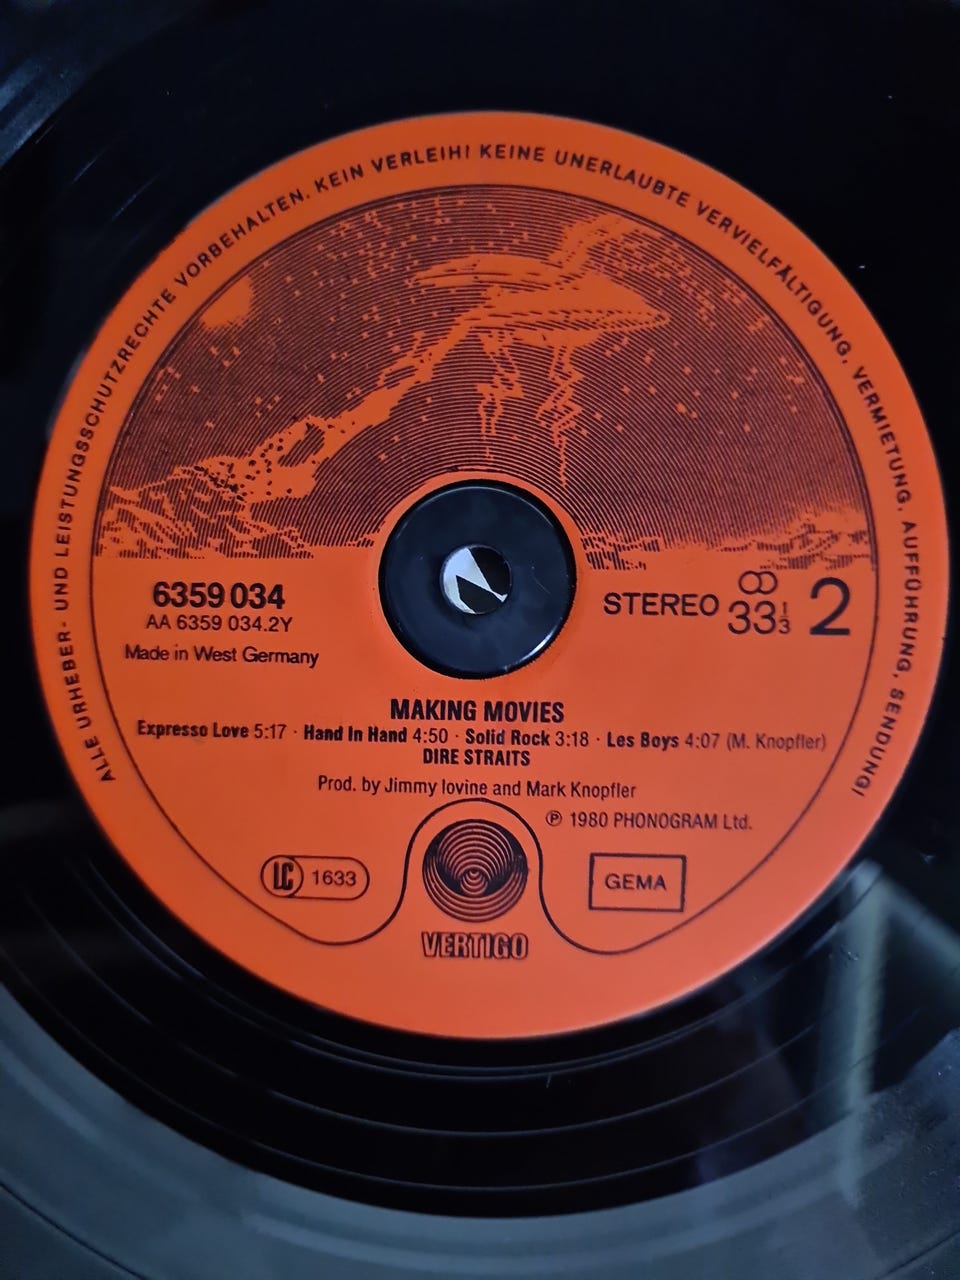 ALLE URHEBER- UND LEISTUNGSSCHUTZRECHTE VORBEHALTEN. KEIN VERLEIH! KEINE UNERLAUBTE VERVIELFÄLTIGUNG, VERMIETUNG, AUFFÜHRUNG, SENDUNG!
6359 034
AA 6359 034.2Y
Made in West Germany
STEREO 33 1/3 2
MAKING MOVIES
Expresso Love 5:17 · Hand In Hand 4:50 · Solid Rock 3:18 · Les Boys 4:07 (M. Knopfler)
DIRE STRAITS
Prod. by Jimmy Iovine and Mark Knopfler
℗ 1980 PHONOGRAM Ltd.
LC 1633
GEMA
VERTIGO